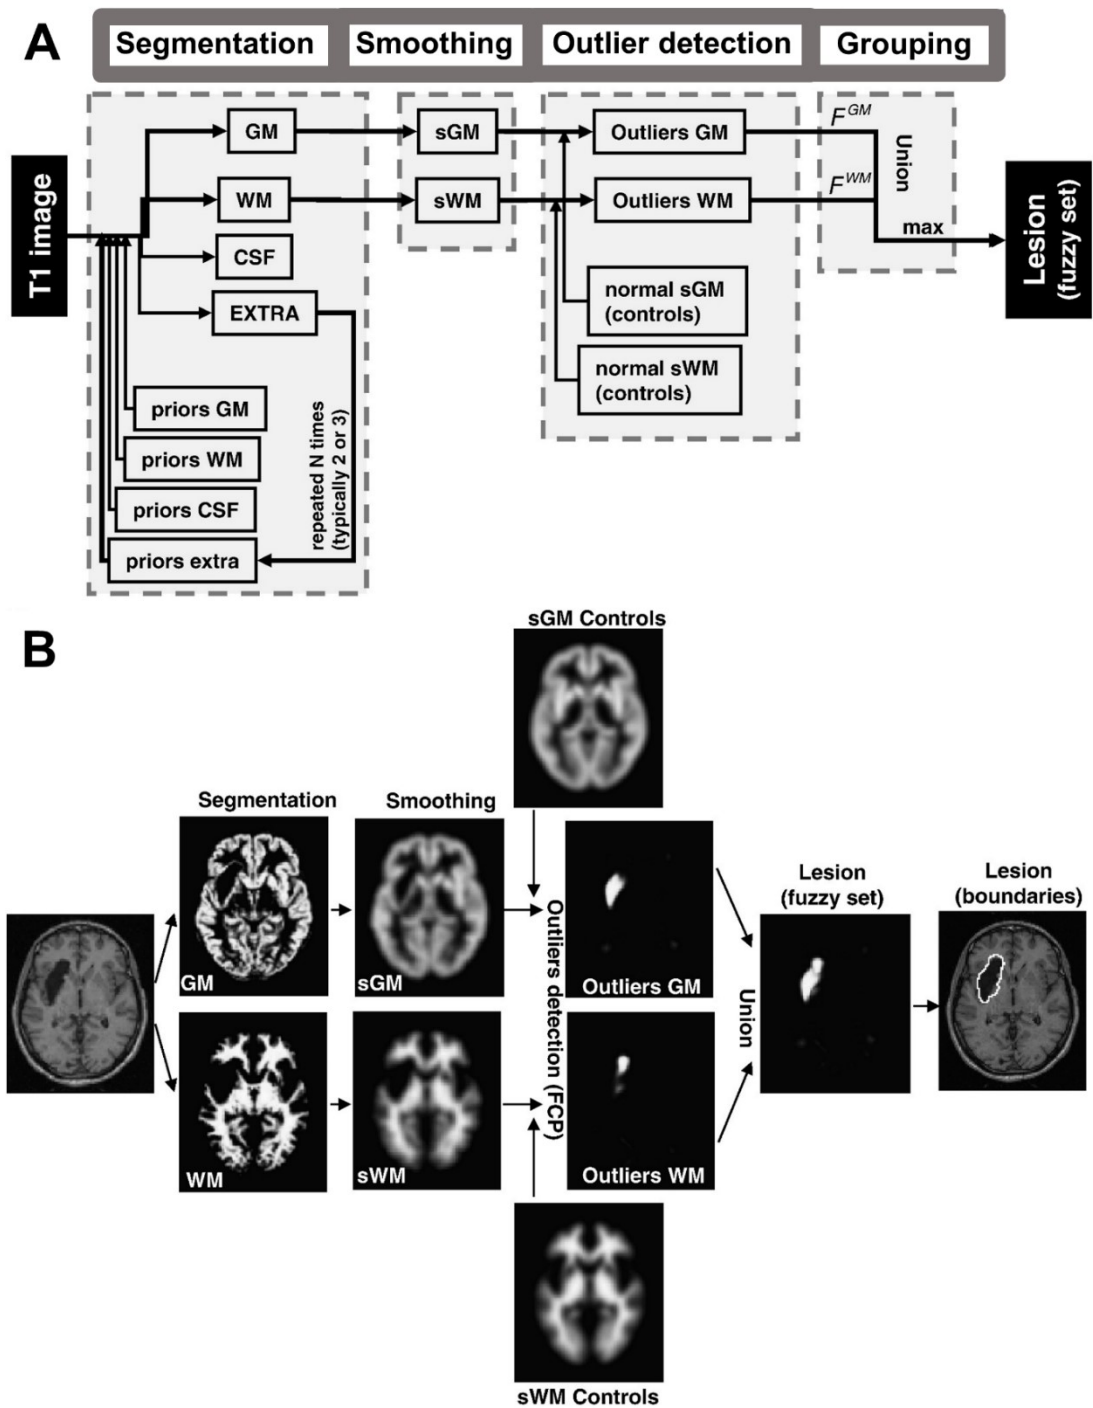 A
Segmentation
Smoothing
Outlier detection
Grouping
T1 image
GM
WM
CSF
EXTRA
priors GM
priors WM
priors CSF
priors extra
repeated N times
(typically 2 or 3)
sGM
sWM
Outliers GM
Outliers WM
normal sGM
(controls)
normal sWM
(controls)
F^GM
F^WM
Union
max
Lesion
(fuzzy set)
B
sGM Controls
Segmentation
Smoothing
GM
sGM
WM
sWM
Outliers detection (FCP)
Outliers GM
Outliers WM
sWM Controls
Union
Lesion
(fuzzy set)
Lesion
(boundaries)